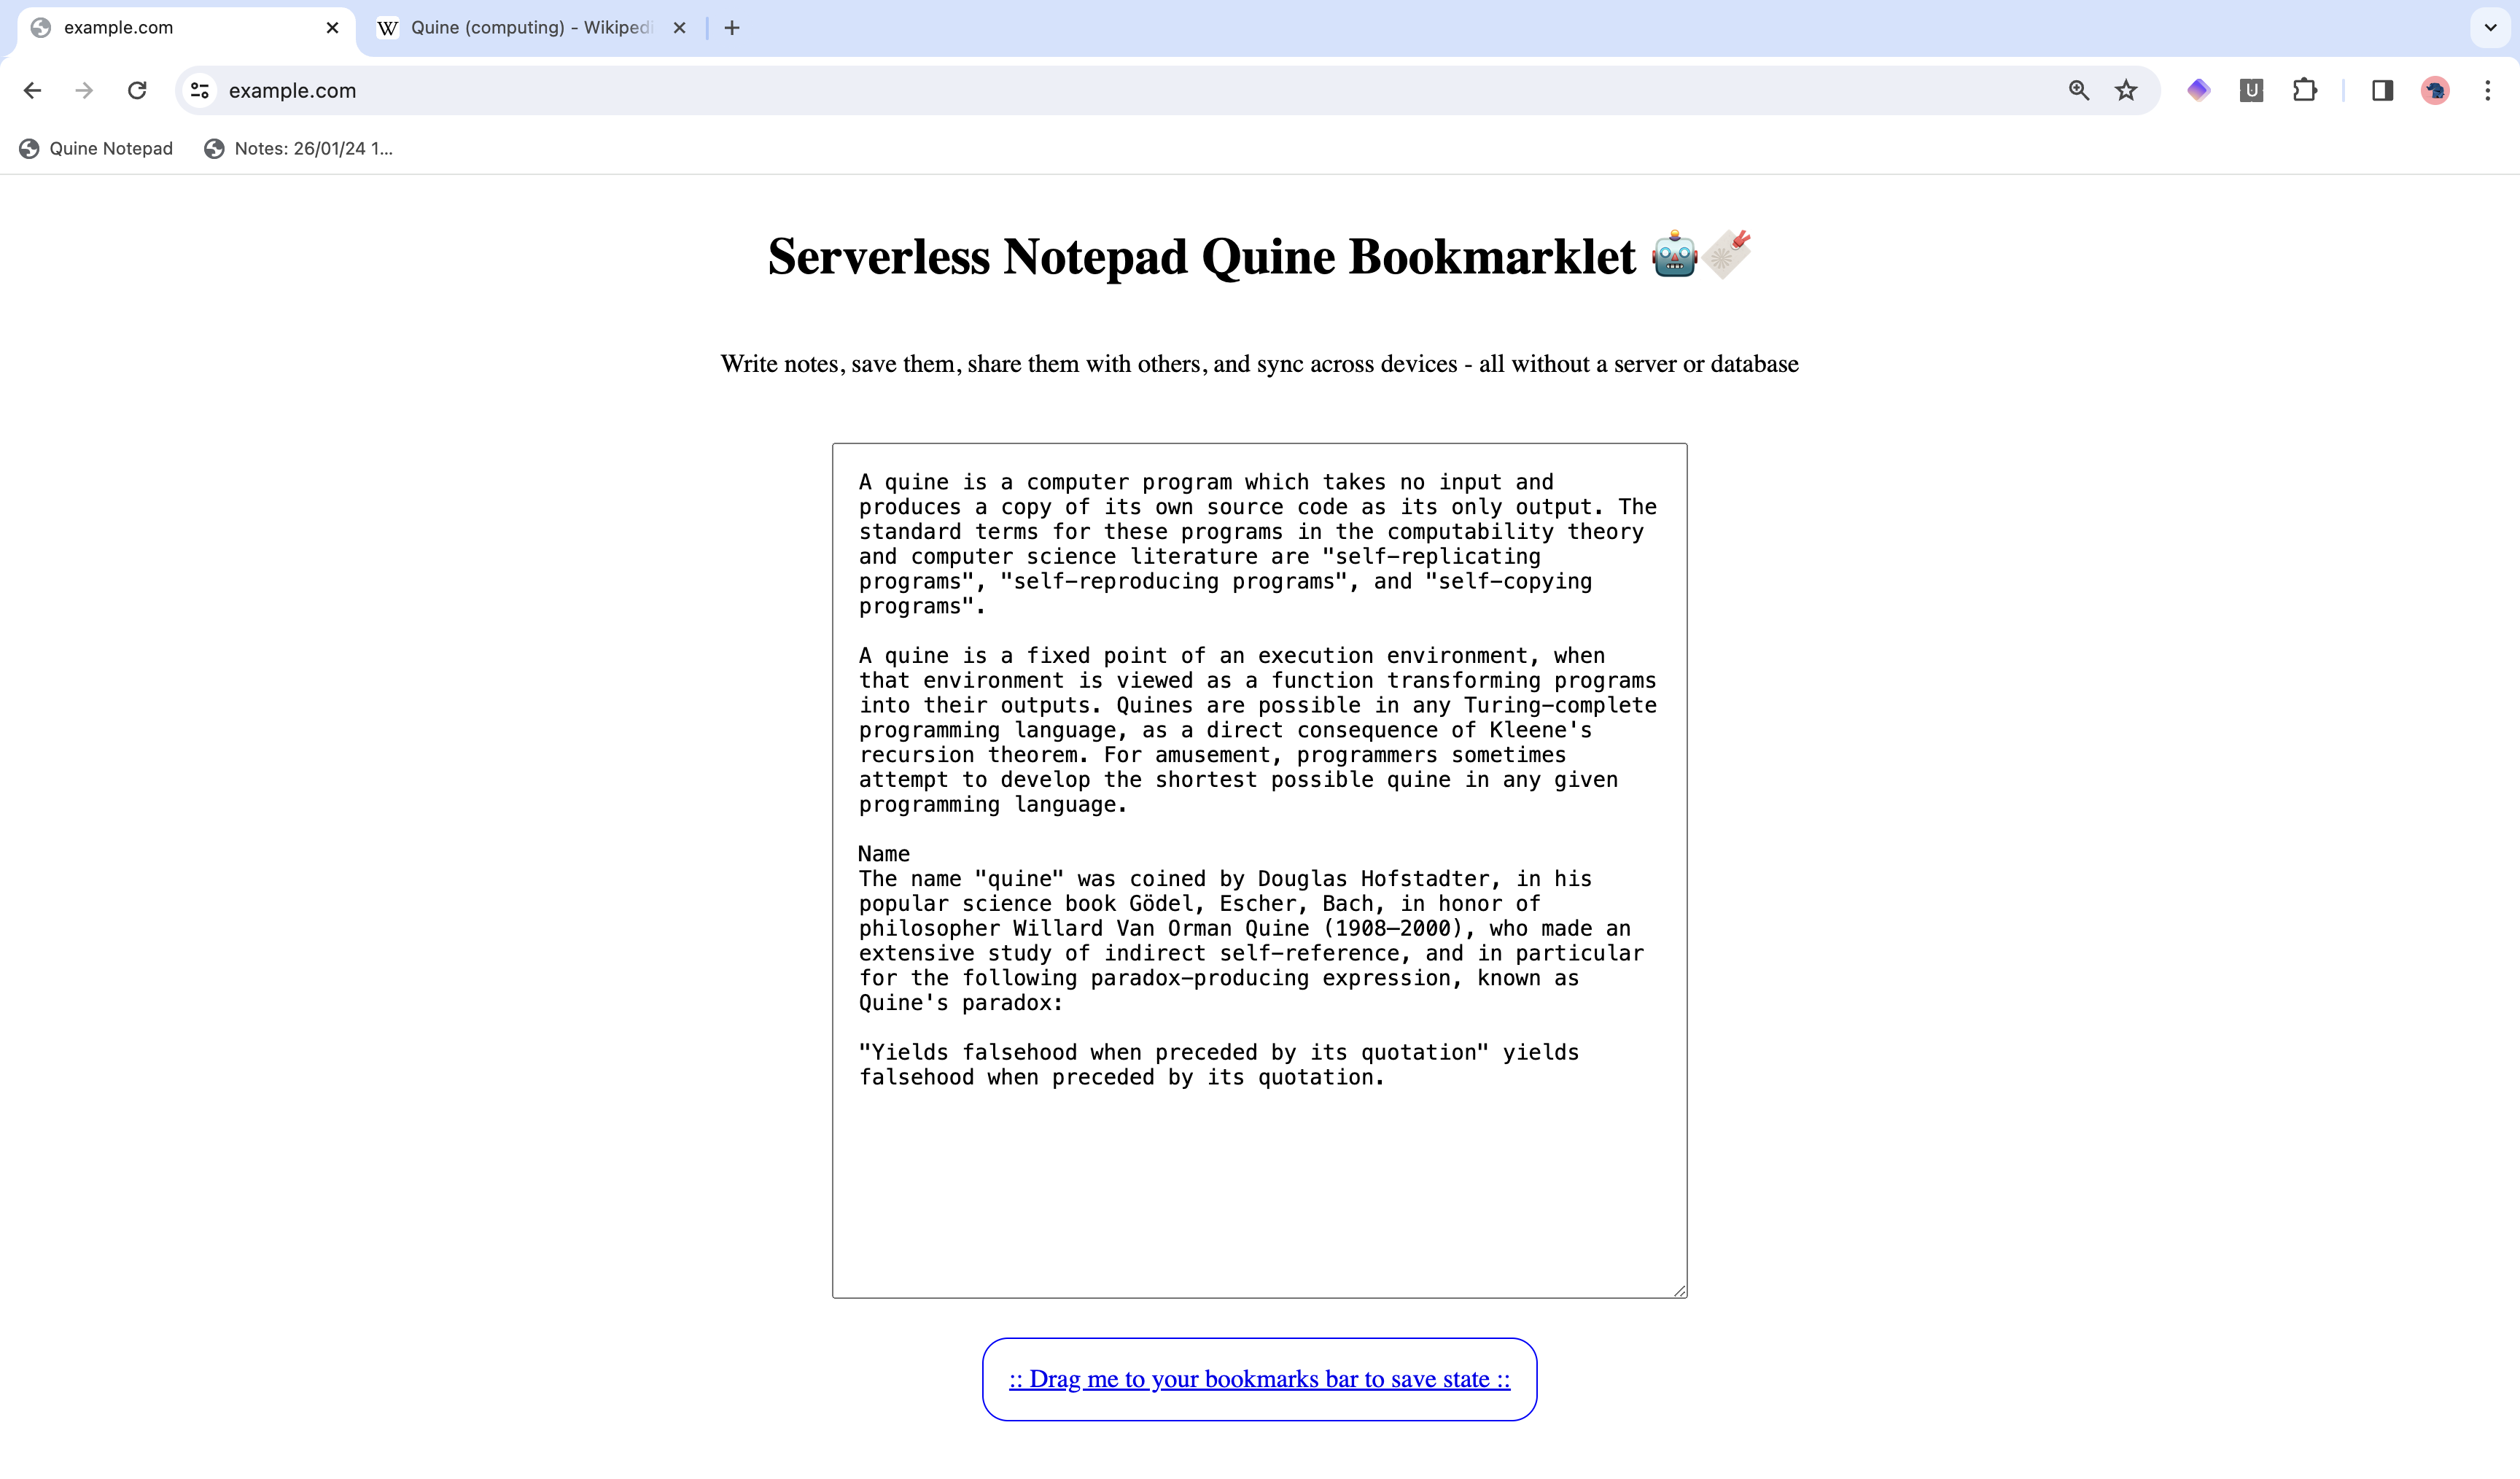 example.com
Quine (computing) - Wikipedi
example.com
Quine Notepad
Notes: 26/01/24 1...
Serverless Notepad Quine Bookmarklet
Write notes, save them, share them with others, and sync across devices - all without a server or database
A quine is a computer program which takes no input and
produces a copy of its own source code as its only output. The
standard terms for these programs in the computability theory
and computer science literature are "self-replicating
programs", "self-reproducing programs", and "self-copying
programs".
A quine is a fixed point of an execution environment, when
that environment is viewed as a function transforming programs
into their outputs. Quines are possible in any Turing-complete
programming language, as a direct consequence of Kleene's
recursion theorem. For amusement, programmers sometimes
attempt to develop the shortest possible quine in any given
programming language.
Name
The name "quine" was coined by Douglas Hofstadter, in his
popular science book Gödel, Escher, Bach, in honor of
philosopher Willard Van Orman Quine (1908–2000), who made an
extensive study of indirect self-reference, and in particular
for the following paradox-producing expression, known as
Quine's paradox:
"Yields falsehood when preceded by its quotation" yields
falsehood when preceded by its quotation.
:: Drag me to your bookmarks bar to save state ::